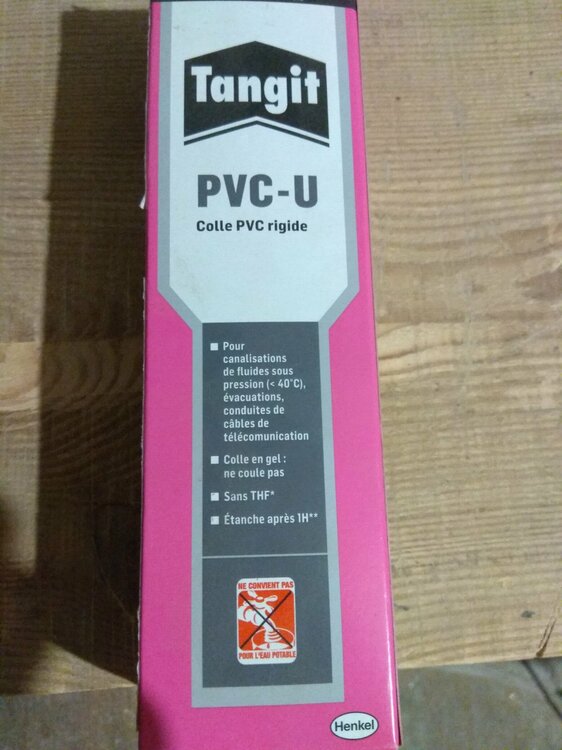 Tangit
PVC-U
Colle PVC rigide
Pour
canalisations
de fluides sous
pression (< 40°C),
évacuations,
conduites de
câbles de
télécomunication
Colle en gel :
ne coule pas
Sans THF*
Étanche après 1H**
NE CONVIENT PAS
POUR L'EAU POTABLE
Henkel